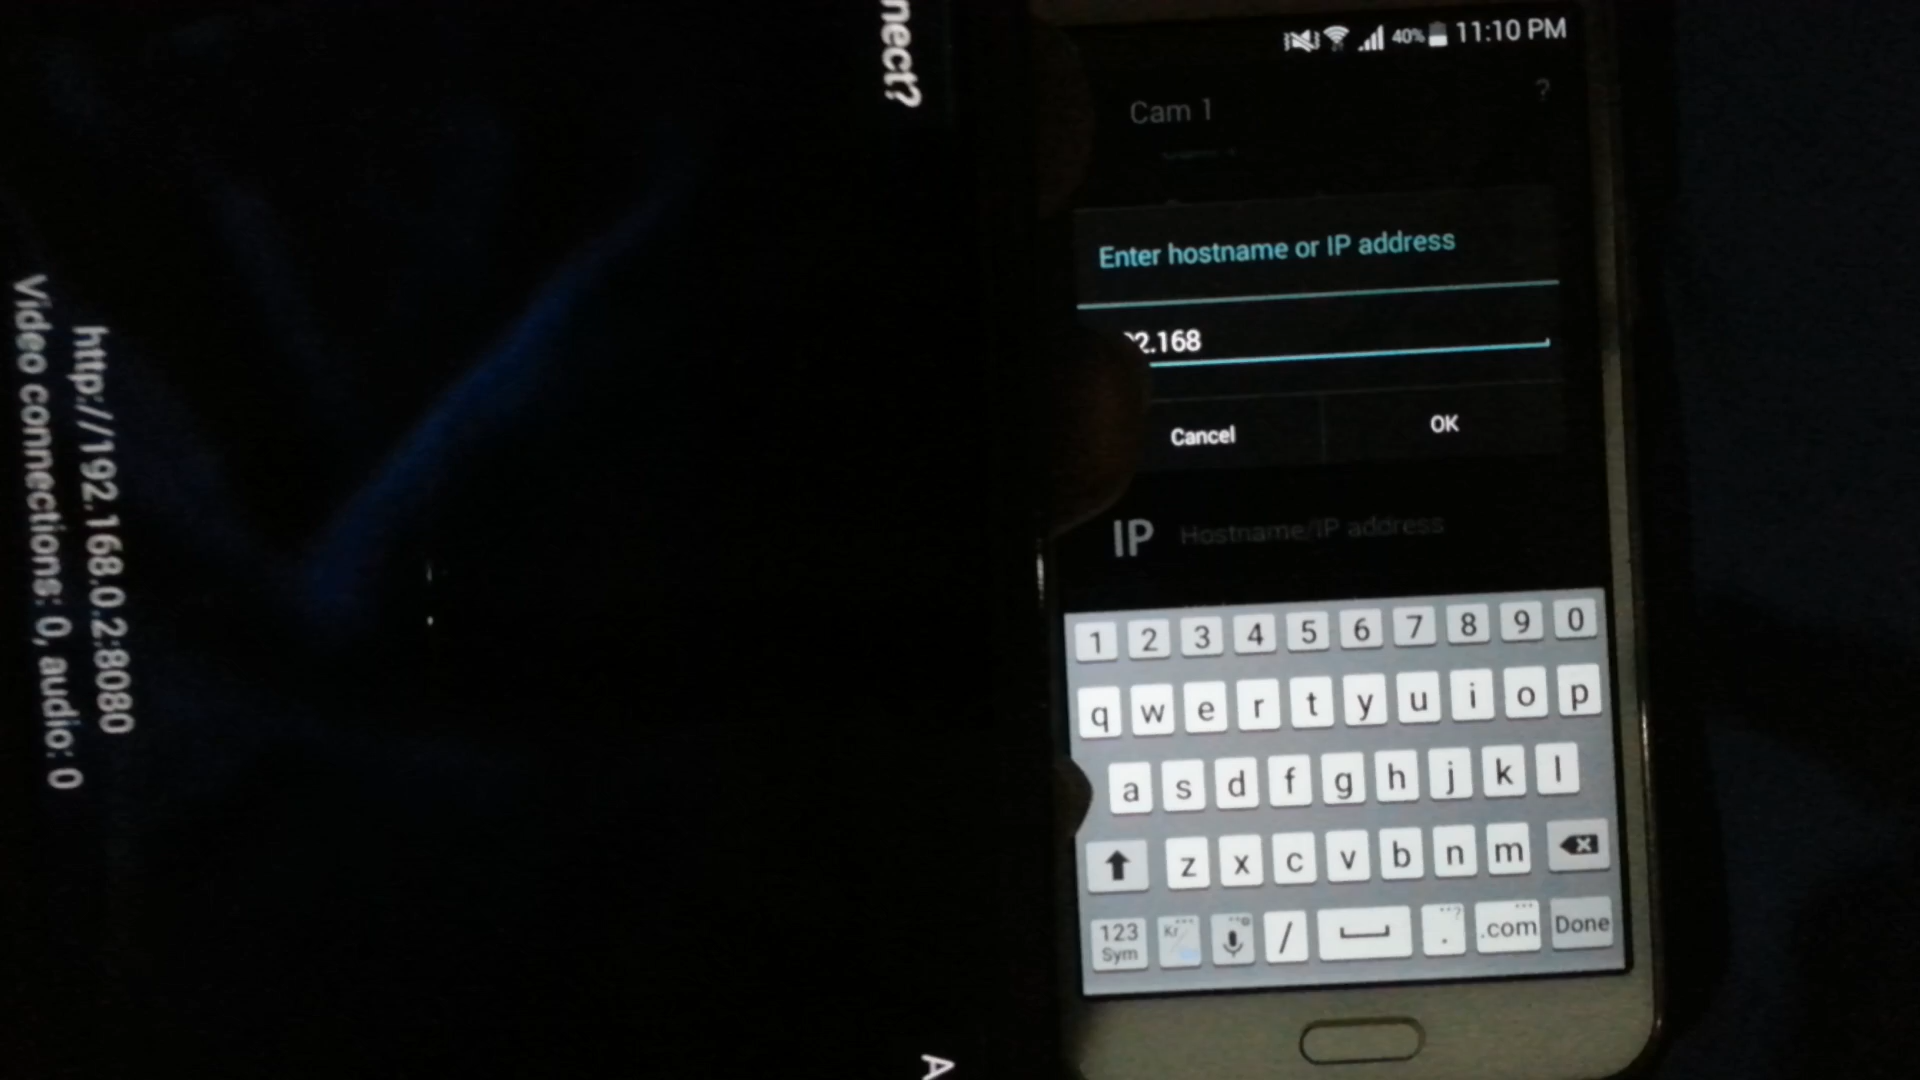 nect?
http://192.168.0.2:8080
Video connections: 0, audio: 0
A
40% 11:10 PM
Cam 1
?
Enter hostname or IP address
2.168
Cancel
OK
IP Hostname/IP address
1 2 3 4 5 6 7 8 9 0
q w e r t y u i o p
a s d f g h j k l
z x c v b n m
123 Sym / . .com Done